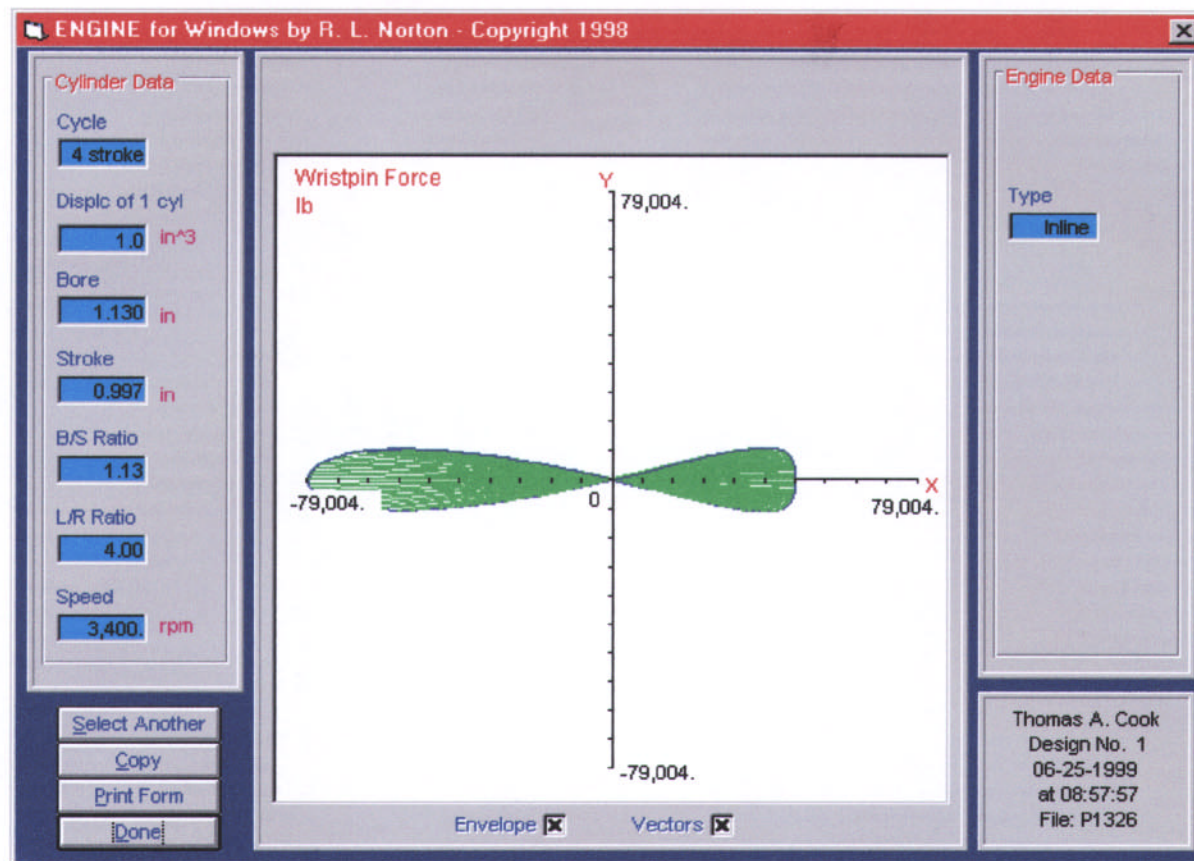 ENGINE for Windows by R. L. Norton - Copyright 1998
Cylinder Data
Cycle
4 stroke
Displc of 1 cyl
1.0 in^3
Bore
1.130 in
Stroke
0.997 in
B/S Ratio
1.13
L/R Ratio
4.00
Speed
3,400. rpm
Select Another
Copy
Print Form
Done
Wristpin Force
lb
Y
79,004.
X
-79,004.
0
79,004.
-79,004.
Envelope
Vectors
Engine Data
Type
Inline
Thomas A. Cook
Design No. 1
06-25-1999
at 08:57:57
File: P1326